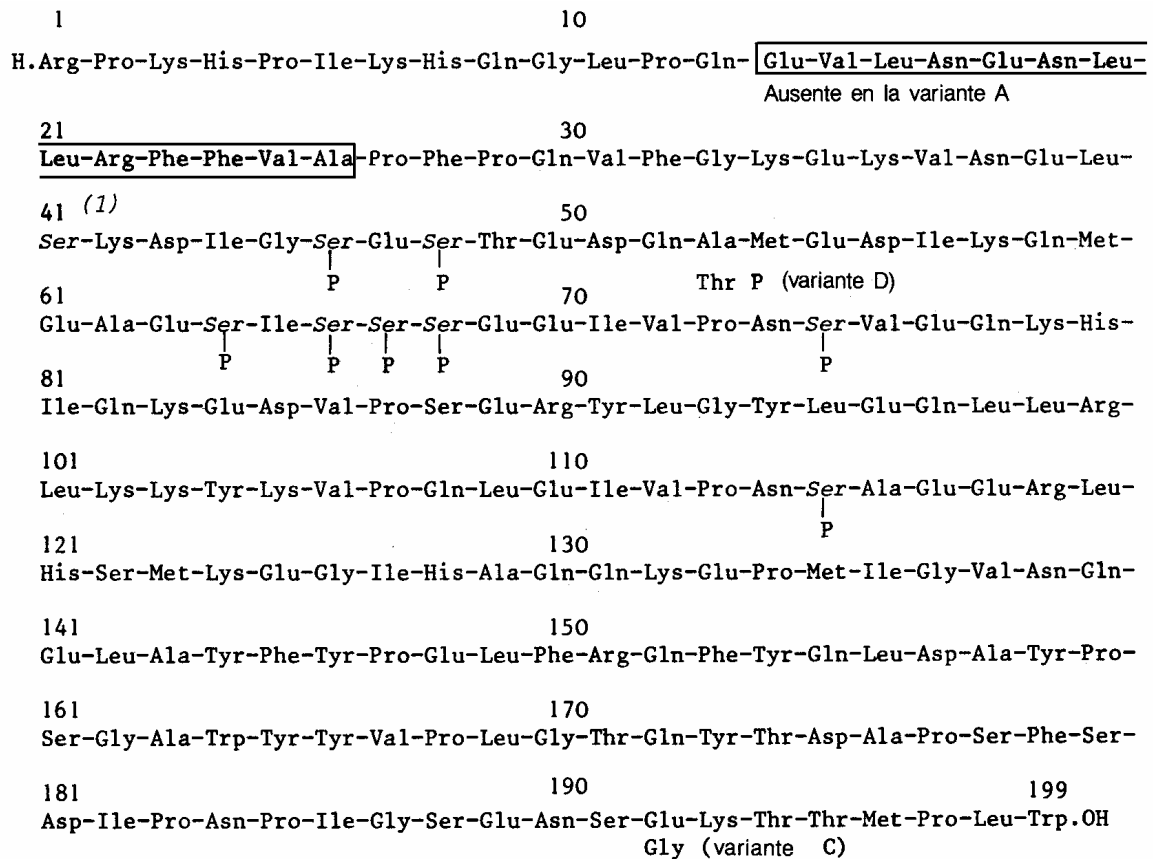 1 10
H.Arg-Pro-Lys-His-Pro-Ile-Lys-His-Gln-Gly-Leu-Pro-Gln- Glu-Val-Leu-Asn-Glu-Asn-Leu-
Ausente en la variante A
21 30
Leu-Arg-Phe-Phe-Val-Ala-Pro-Phe-Pro-Gln-Val-Phe-Gly-Lys-Glu-Lys-Val-Asn-Glu-Leu-
41 (1) 50
Ser-Lys-Asp-Ile-Gly-Ser-Glu-Ser-Thr-Glu-Asp-Gln-Ala-Met-Glu-Asp-Ile-Lys-Gln-Met-
P P Thr P (variante D)
61 70
Glu-Ala-Glu-Ser-Ile-Ser-Ser-Ser-Glu-Glu-Ile-Val-Pro-Asn-Ser-Val-Glu-Gln-Lys-His-
P P P P P
81 90
Ile-Gln-Lys-Glu-Asp-Val-Pro-Ser-Glu-Arg-Tyr-Leu-Gly-Tyr-Leu-Glu-Gln-Leu-Leu-Arg-
101 110
Leu-Lys-Lys-Tyr-Lys-Val-Pro-Gln-Leu-Glu-Ile-Val-Pro-Asn-Ser-Ala-Glu-Glu-Arg-Leu-
P
121 130
His-Ser-Met-Lys-Glu-Gly-Ile-His-Ala-Gln-Gln-Lys-Glu-Pro-Met-Ile-Gly-Val-Asn-Gln-
141 150
Glu-Leu-Ala-Tyr-Phe-Tyr-Pro-Glu-Leu-Phe-Arg-Gln-Phe-Tyr-Gln-Leu-Asp-Ala-Tyr-Pro-
161 170
Ser-Gly-Ala-Trp-Tyr-Tyr-Val-Pro-Leu-Gly-Thr-Gln-Tyr-Thr-Asp-Ala-Pro-Ser-Phe-Ser-
181 190 199
Asp-Ile-Pro-Asn-Pro-Ile-Gly-Ser-Glu-Asn-Ser-Glu-Lys-Thr-Thr-Met-Pro-Leu-Trp.OH
Gly (variante C)